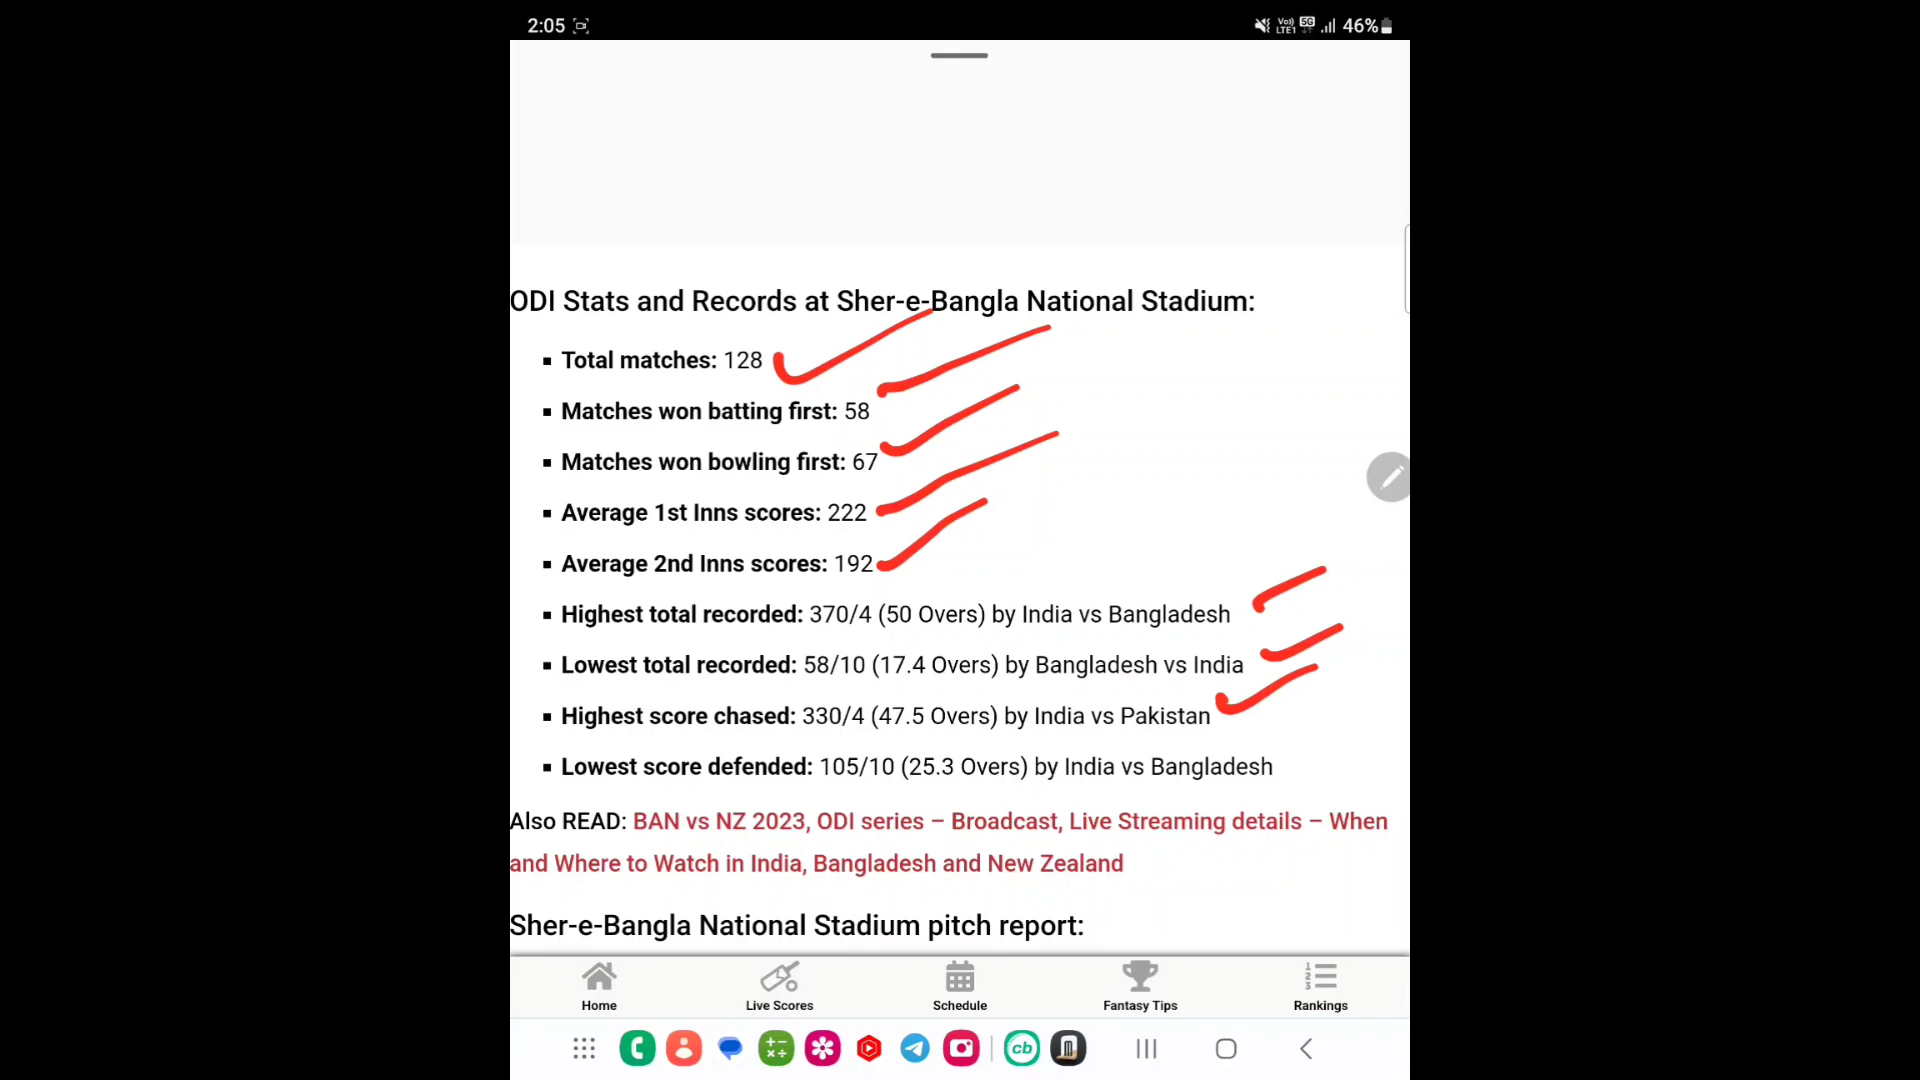 2:05
Vo)) 5G 46%
LTE1
ODI Stats and Records at Sher-e-Bangla National Stadium:
▪ Total matches: 128
▪ Matches won batting first: 58
▪ Matches won bowling first: 67
▪ Average 1st Inns scores: 222
▪ Average 2nd Inns scores: 192
▪ Highest total recorded: 370/4 (50 Overs) by India vs Bangladesh
▪ Lowest total recorded: 58/10 (17.4 Overs) by Bangladesh vs India
▪ Highest score chased: 330/4 (47.5 Overs) by India vs Pakistan
▪ Lowest score defended: 105/10 (25.3 Overs) by India vs Bangladesh
Also READ: BAN vs NZ 2023, ODI series – Broadcast, Live Streaming details – When
and Where to Watch in India, Bangladesh and New Zealand
Sher-e-Bangla National Stadium pitch report:
Home Live Scores Schedule Fantasy Tips Rankings
cb